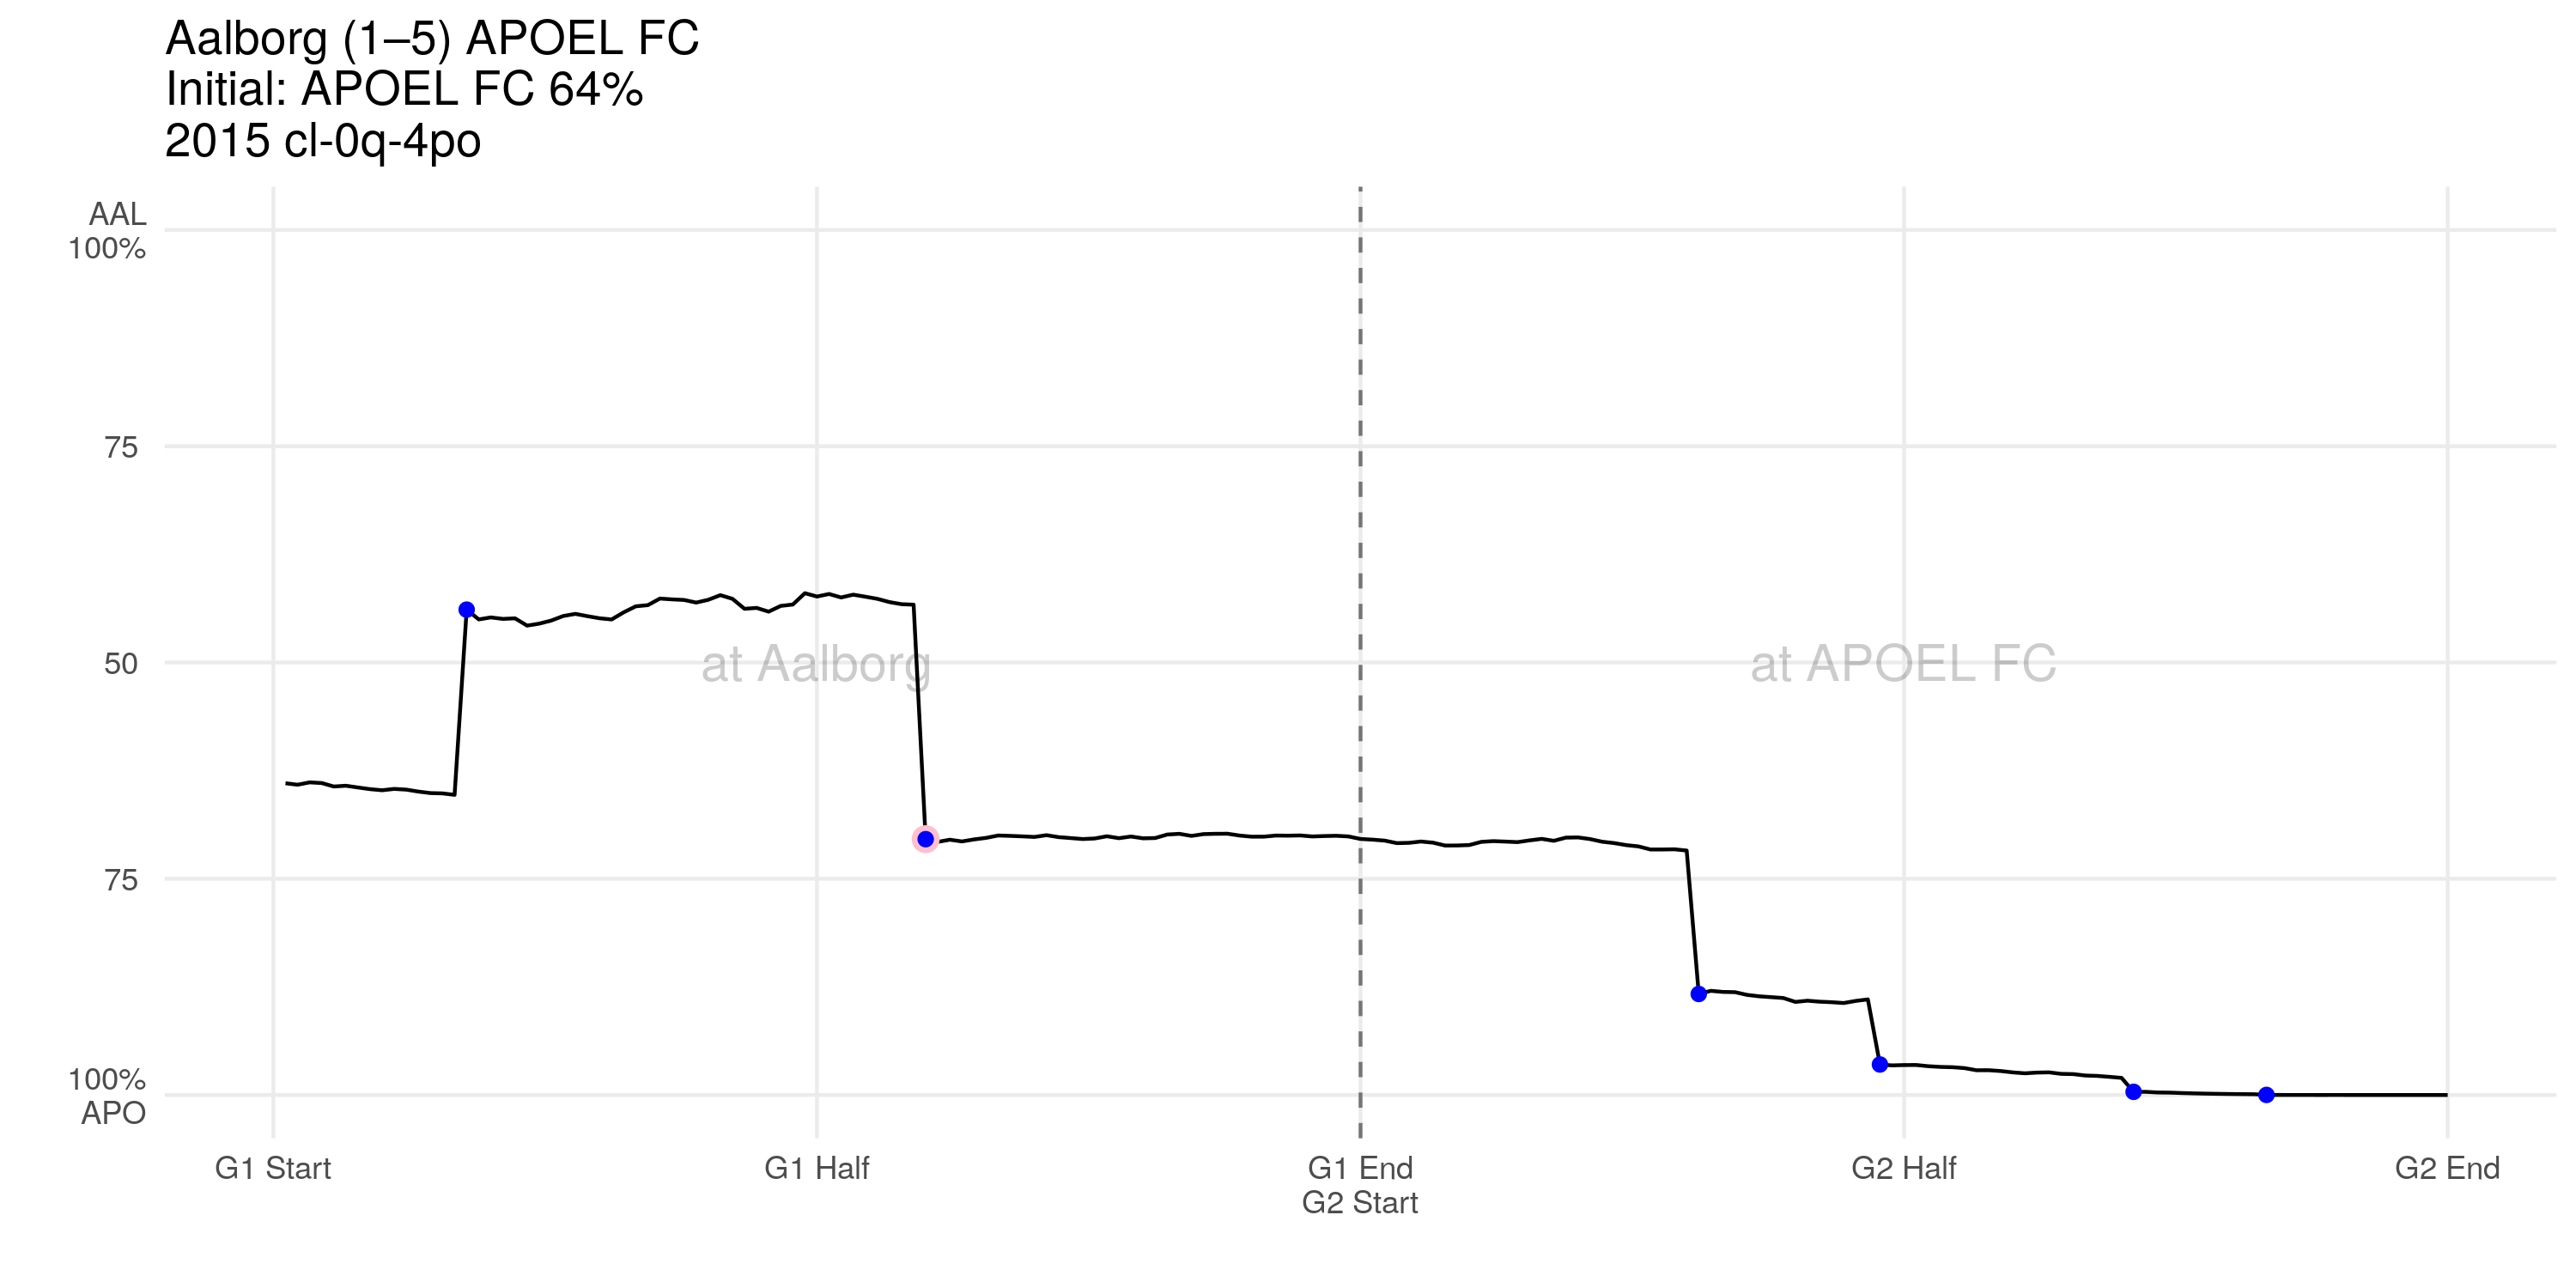 Aalborg (1–5) APOEL FC
Initial: APOEL FC 64%
2015 cl-0q-4po
AAL
100%
75
50
75
100%
APO
at Aalborg
at APOEL FC
G1 Start
G1 Half
G1 End
G2 Start
G2 Half
G2 End